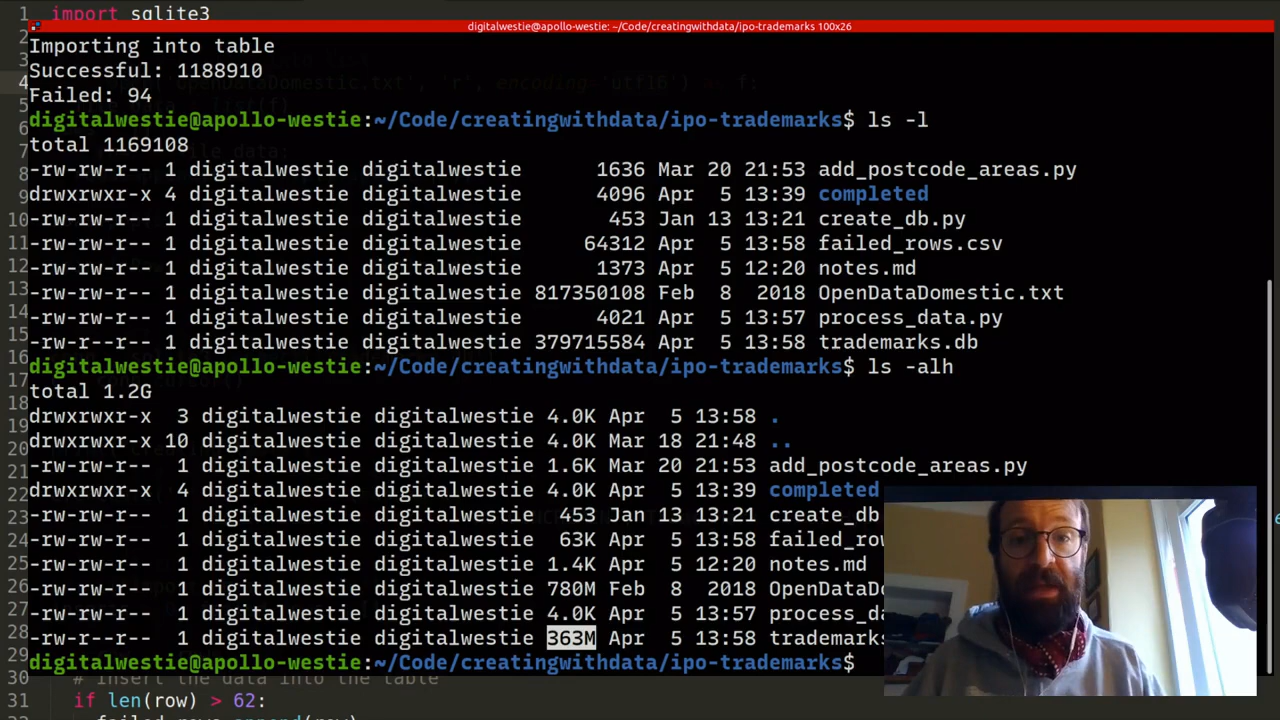 1 import sqlite3
digitalwestie@apollo-westie: ~/Code/creatingwithdata/ipo-trademarks 100x26
Importing into table
Successful: 1188910
Failed: 94
digitalwestie@apollo-westie:~/Code/creatingwithdata/ipo-trademarks$ ls -l
total 1169108
-rw-rw-r-- 1 digitalwestie digitalwestie 1636 Mar 20 21:53 add_postcode_areas.py
drwxrwxr-x 4 digitalwestie digitalwestie 4096 Apr 5 13:39 completed
-rw-rw-r-- 1 digitalwestie digitalwestie 453 Jan 13 13:21 create_db.py
-rw-rw-r-- 1 digitalwestie digitalwestie 64312 Apr 5 13:58 failed_rows.csv
-rw-rw-r-- 1 digitalwestie digitalwestie 1373 Apr 5 12:20 notes.md
-rw-rw-r-- 1 digitalwestie digitalwestie 817350108 Feb 8 2018 OpenDataDomestic.txt
-rw-rw-r-- 1 digitalwestie digitalwestie 4021 Apr 5 13:57 process_data.py
-rw-r--r-- 1 digitalwestie digitalwestie 379715584 Apr 5 13:58 trademarks.db
digitalwestie@apollo-westie:~/Code/creatingwithdata/ipo-trademarks$ ls -alh
total 1.2G
drwxrwxr-x 3 digitalwestie digitalwestie 4.0K Apr 5 13:58 .
drwxrwxr-x 10 digitalwestie digitalwestie 4.0K Mar 18 21:48 ..
-rw-rw-r-- 1 digitalwestie digitalwestie 1.6K Mar 20 21:53 add_postcode_areas.py
drwxrwxr-x 4 digitalwestie digitalwestie 4.0K Apr 5 13:39 completed
-rw-rw-r-- 1 digitalwestie digitalwestie 453 Jan 13 13:21 create_db
-rw-rw-r-- 1 digitalwestie digitalwestie 63K Apr 5 13:58 failed_row
-rw-rw-r-- 1 digitalwestie digitalwestie 1.4K Apr 5 12:20 notes.md
-rw-rw-r-- 1 digitalwestie digitalwestie 780M Feb 8 2018 OpenDataDo
-rw-rw-r-- 1 digitalwestie digitalwestie 4.0K Apr 5 13:57 process_da
-rw-r--r-- 1 digitalwestie digitalwestie 363M Apr 5 13:58 trademarks
digitalwestie@apollo-westie:~/Code/creatingwithdata/ipo-trademarks$
30 # Insert the data into the table
31 if len(row) > 62:
failed_rows.append(row)